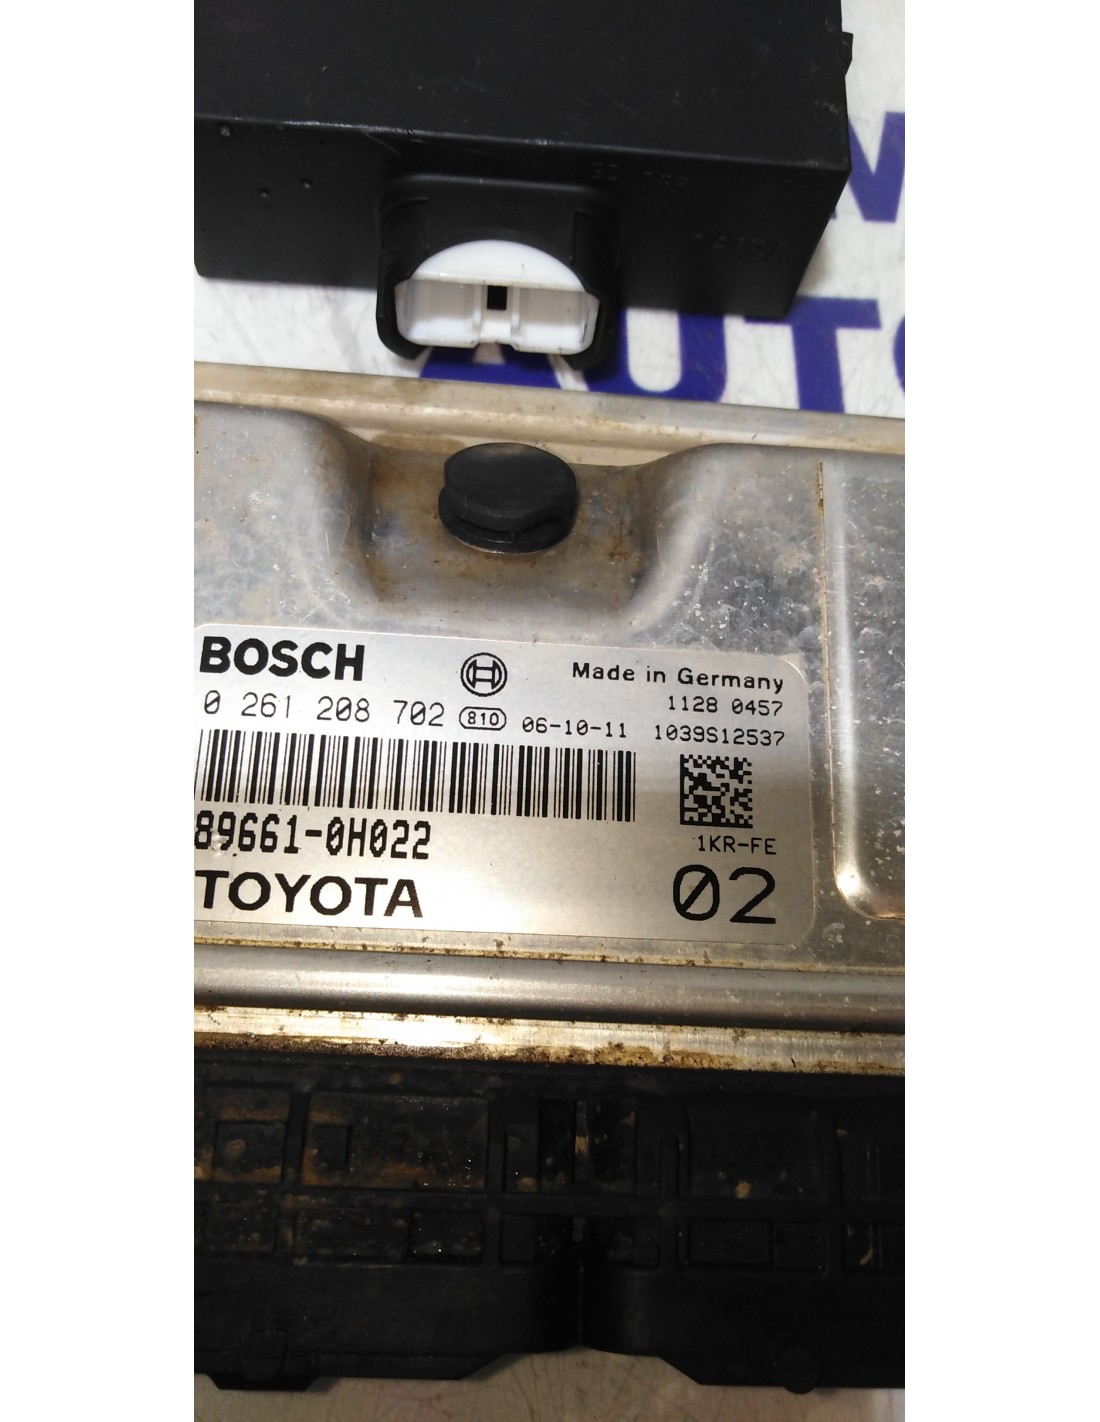 AUTO
BOSCH
Made in Germany
0 261 208 702
810
06-10-11
1128 0457
1039S12537
89661-0H022
1KR-FE
TOYOTA
02